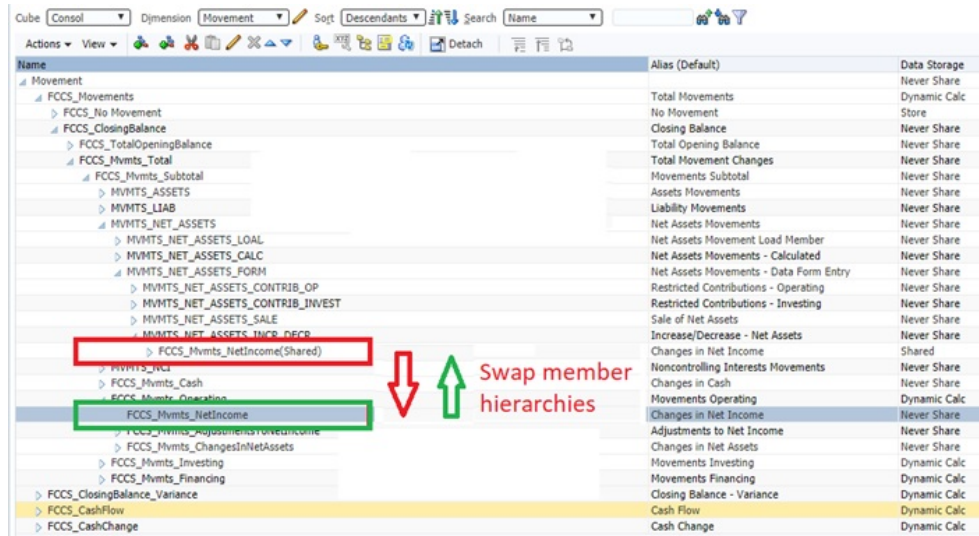 Cube Consol Dimension Movement Sort Descendants Search Name
Actions View Detach
Name Alias (Default) Data Storage
Movement Never Share
FCCS_Movements Total Movements Dynamic Calc
FCCS_No Movement No Movement Store
FCCS_ClosingBalance Closing Balance Never Share
FCCS_TotalOpeningBalance Total Opening Balance Never Share
FCCS_Mvmts_Total Total Movement Changes Never Share
FCCS_Mvmts_Subtotal Movements Subtotal Never Share
MVMTS_ASSETS Assets Movements Never Share
MVMTS_LIAB Liability Movements Never Share
MVMTS_NET_ASSETS Net Assets Movements Never Share
MVMTS_NET_ASSETS_LOAD Net Assets Movement Load Member Never Share
MVMTS_NET_ASSETS_CALC Net Assets Movements - Calculated Never Share
MVMTS_NET_ASSETS_FORM Net Assets Movements - Data Form Entry Never Share
MVMTS_NET_ASSETS_CONTRIB_OP Restricted Contributions - Operating Never Share
MVMTS_NET_ASSETS_CONTRIB_INVEST Restricted Contributions - Investing Never Share
MVMTS_NET_ASSETS_SALE Sale of Net Assets Never Share
MVMTS_NET_ASSETS_INCR_DECR Increase/Decrease - Net Assets Never Share
FCCS_Mvmts_NetIncome(Shared) Changes in Net Income Shared
MVMTS_NCI Noncontrolling Interests Movements Never Share
FCCS_Mvmts_Cash Changes in Cash Never Share
FCCS_Mvmts_Operating Movements Operating Dynamic Calc
FCCS_Mvmts_NetIncome Changes in Net Income Never Share
FCCS_Mvmts_AdjustmentsToNetIncome Adjustments to Net Income Never Share
FCCS_Mvmts_ChangesInNetAssets Changes in Net Assets Never Share
FCCS_Mvmts_Investing Movements Investing Dynamic Calc
FCCS_Mvmts_Financing Movements Financing Dynamic Calc
FCCS_ClosingBalance_Variance Closing Balance - Variance Dynamic Calc
FCCS_CashFlow Cash Flow Dynamic Calc
FCCS_CashChange Cash Change Dynamic Calc
Swap member
hierarchies